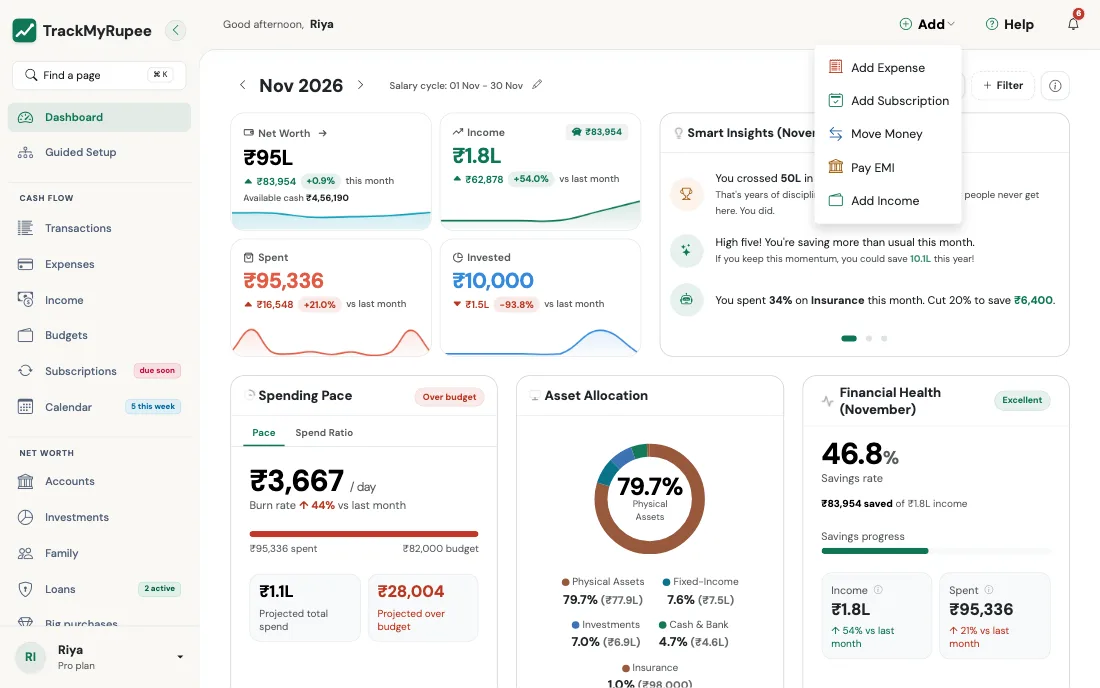 TrackMyRupee
Good afternoon, Riya
Add
Help
6
Find a page
⌘ K
Dashboard
Guided Setup
CASH FLOW
Transactions
Expenses
Income
Budgets
Subscriptions
due soon
Calendar
5 this week
NET WORTH
Accounts
Investments
Family
Loans
2 active
Big purchases
RI
Riya
Pro plan
Nov 2026
Salary cycle: 01 Nov - 30 Nov
Filter
Add Expense
Add Subscription
Move Money
Pay EMI
Add Income
Net Worth →
₹95L
₹83,954 +0.9% this month
Available cash ₹4,56,190
Income
₹83,954
₹1.8L
₹62,878 +54.0% vs last month
Spent
₹95,336
₹16,548 +21.0% vs last month
Invested
₹10,000
₹1.5L -93.8% vs last month
Smart Insights
You crossed 50L in
That's years of people never get
here. You did.
High five! You're saving more than usual this month.
If you keep this momentum, you could save 10.1L this year!
You spent 34% on Insurance this month. Cut 20% to save ₹6,400.
Spending Pace
Over budget
Pace
Spend Ratio
₹3,667 / day
Burn rate ↑ 44% vs last month
₹95,336 spent
₹82,000 budget
₹1.1L
Projected total
spend
₹28,004
Projected over
budget
Asset Allocation
79.7%
Physical
Assets
Physical Assets
79.7% (₹77.9L)
Fixed-Income
7.6% (₹7.5L)
Investments
7.0% (₹6.9L)
Cash & Bank
4.7% (₹4.6L)
Insurance
1.0% (₹98,000)
Financial Health
(November)
Excellent
46.8%
Savings rate
₹83,954 saved of ₹1.8L income
Savings progress
Income
₹1.8L
↑ 54% vs last
month
Spent
₹95,336
↑ 21% vs last
month